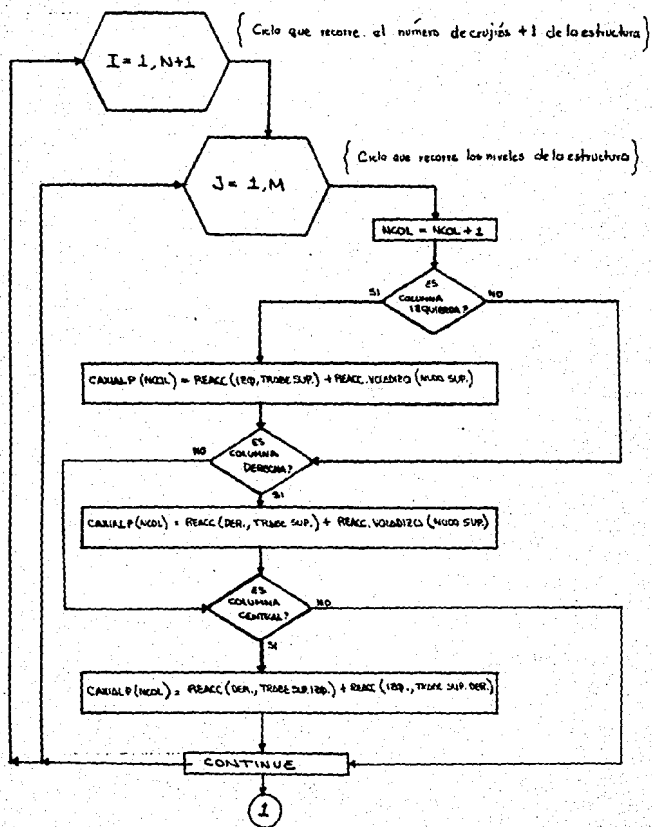 { Ciclo que recorre el número de crujías +1 de la estructura }
I = 1, N+1
{ Ciclo que recorre los niveles de la estructura }
J = 1, M
NCOL = NCOL + 1
ES
COLUMNA
IZQUIERDA?
SI
NO
CAXIALP (NCOL) = REACC (IZQ, TRABE SUP.) + REACC. VOLADIZO (NUDO SUP.)
ES
COLUMNA
DERECHA?
NO
SI
CAXIALP (NCOL) = REACC (DER., TRABE SUP.) + REACC. VOLADIZO (NUDO SUP)
ES
COLUMNA
CENTRAL?
NO
SI
CAXIALP (NCOL) = REACC (DER., TRABE SUP. IZQ.) + REACC (IZQ., TRABE SUP. DER.)
CONTINUE
1